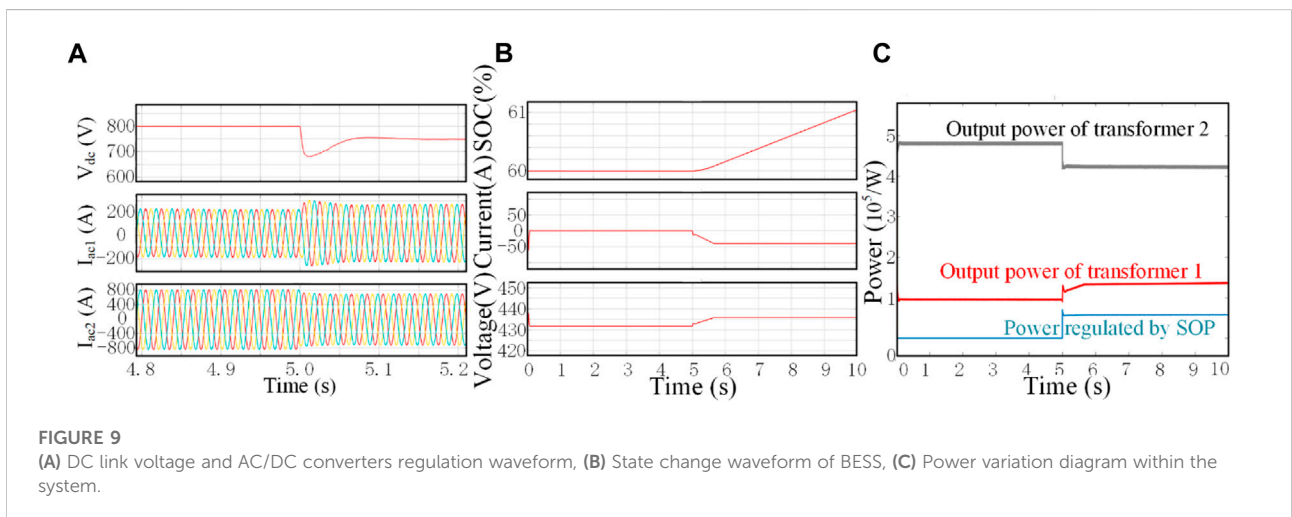 A
B
C
V_dc (V)
800
700
600
I_ac1 (A)
200
0
−200
I_ac2 (A)
800
400
0
−400
−800
4.8 4.9 5.0 5.1 5.2
Time (s)
SOC(%)
61
60
Current(A)
50
0
−50
Voltage(V)
450
440
430
420
0 1 2 3 4 5 6 7 8 9 10
Time (s)
Power (10⁵/W)
5
4
2
1
0
Output power of transformer 2
Output power of transformer 1
Power regulated by SOP
0 1 2 3 4 5 6 7 8 9 10
Time (s)
FIGURE 9
(A) DC link voltage and AC/DC converters regulation waveform, (B) State change waveform of BESS, (C) Power variation diagram within the
system.